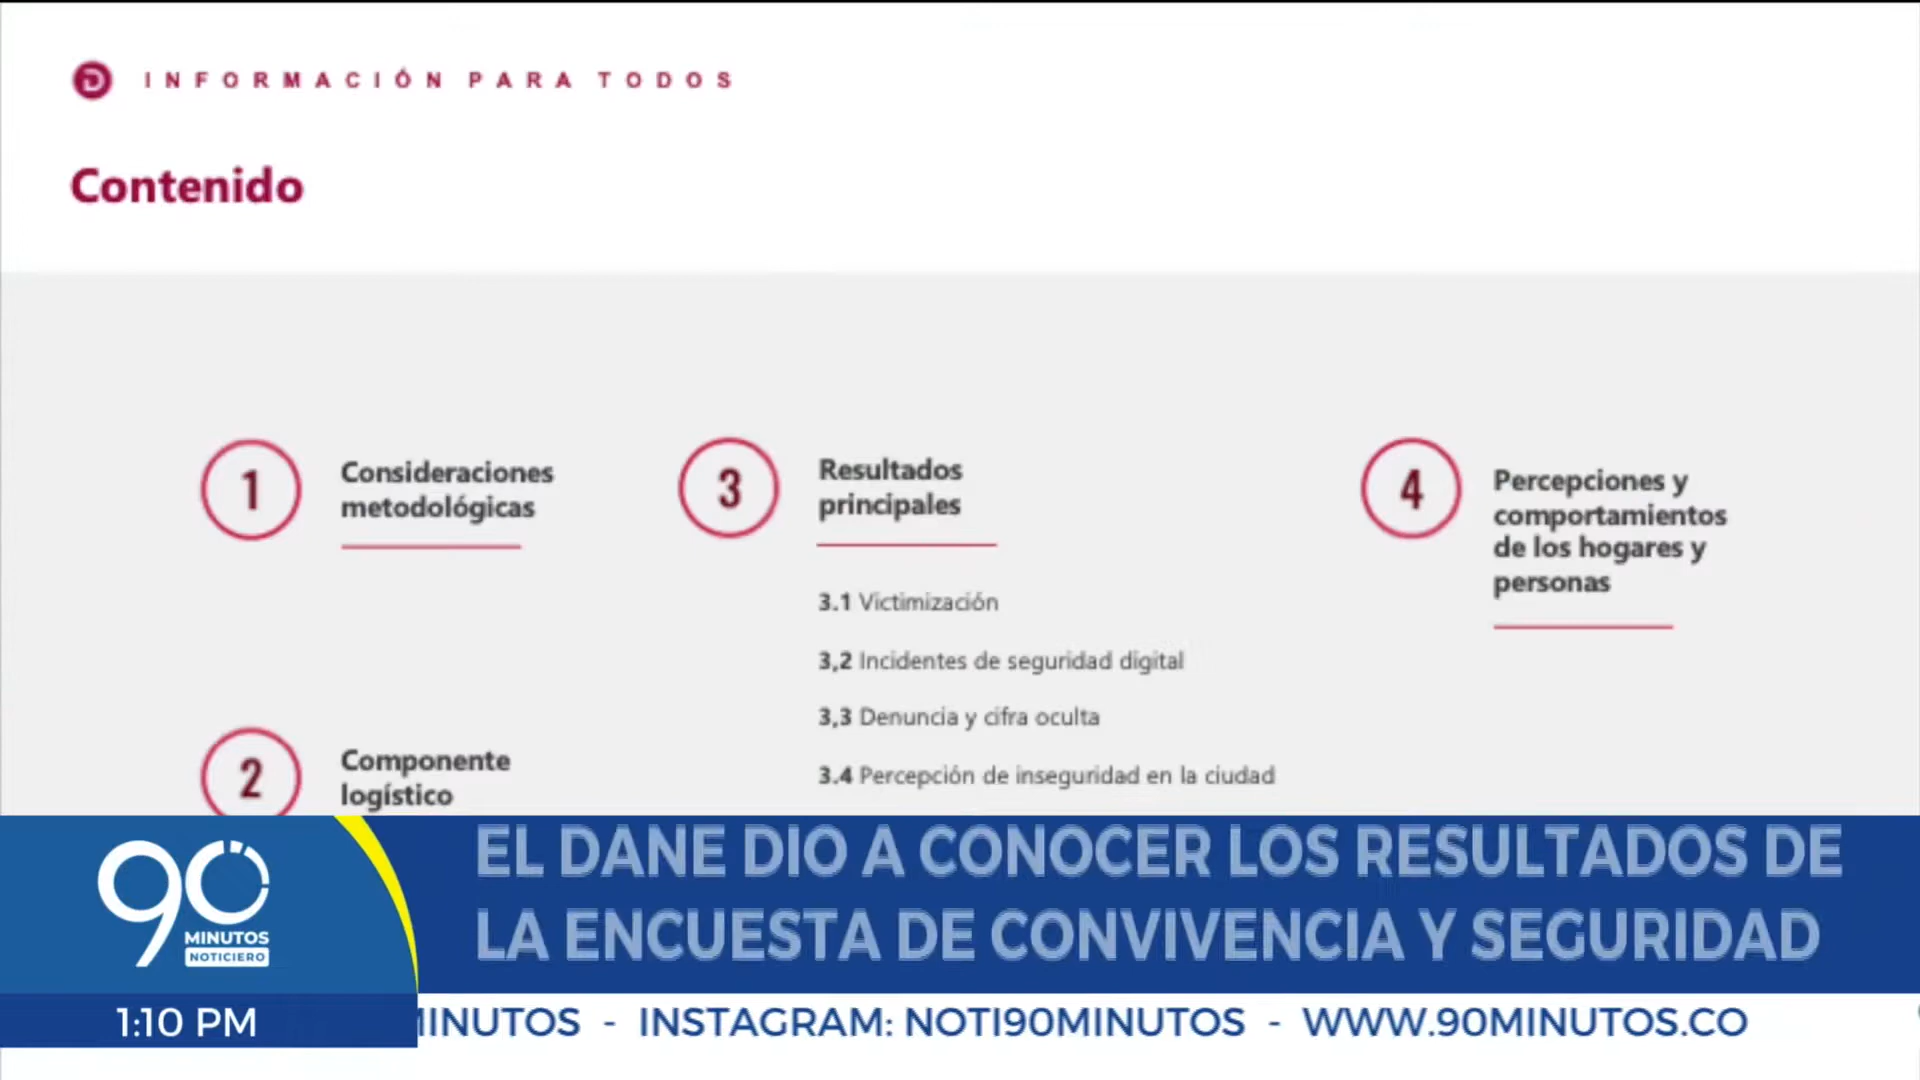 INFORMACIÓN PARA TODOS
Contenido
1
Consideraciones
metodológicas
2
Componente
logístico
3
Resultados
principales
3.1 Victimización
3,2 Incidentes de seguridad digital
3,3 Denuncia y cifra oculta
3.4 Percepción de inseguridad en la ciudad
4
Percepciones y
comportamientos
de los hogares y
personas
90
MINUTOS
NOTICIERO
EL DANE DIO A CONOCER LOS RESULTADOS DE
LA ENCUESTA DE CONVIVENCIA Y SEGURIDAD
1:10 PM
MINUTOS - INSTAGRAM: NOTI90MINUTOS - WWW.90MINUTOS.CO